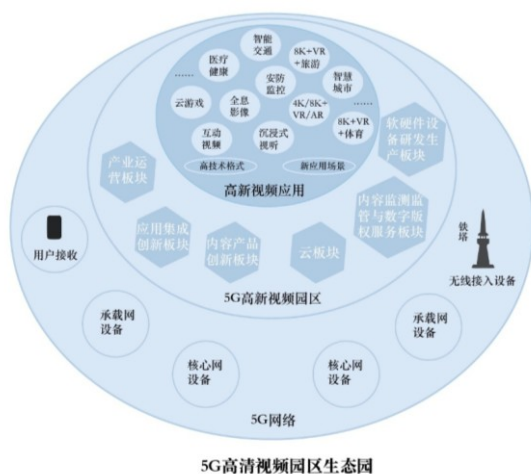 智能
交通
医疗
健康
8K+VR
+旅游
……
安防
监控
智慧
城市
云游戏
全息
影像
4K/8K+
VR/AR
……
互动
视频
沉浸式
视听
8K+VR
+体育
高技术格式
新应用场景
高新视频应用
软硬件设
备研发生
产板块
产业运
营板块
应用集成
创新板块
内容产品
创新板块
云板块
内容监测监
管与数字版
权服务板块
5G高新视频园区
用户接收
铁
塔
无线接入设备
承载网
设备
核心网
设备
核心网
设备
承载网
设备
5G网络
5G高清视频园区生态园